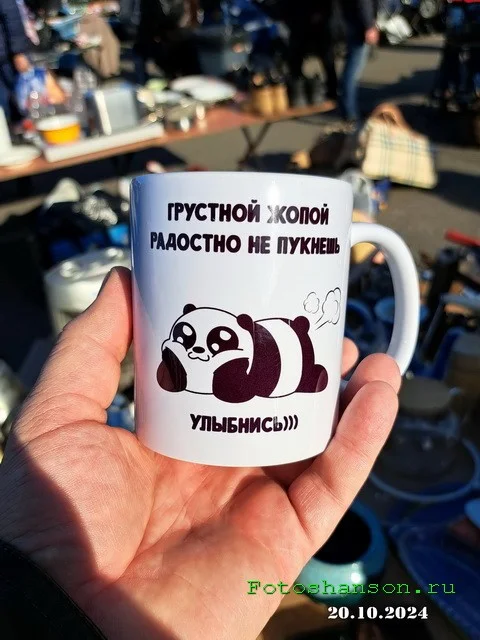 ГРУСТНОЙ ЖОПОЙ
РАДОСТНО НЕ ПУКНЕШЬ
УЛЫБНИСЬ)))
Fotoshanson.ru
20.10.2024